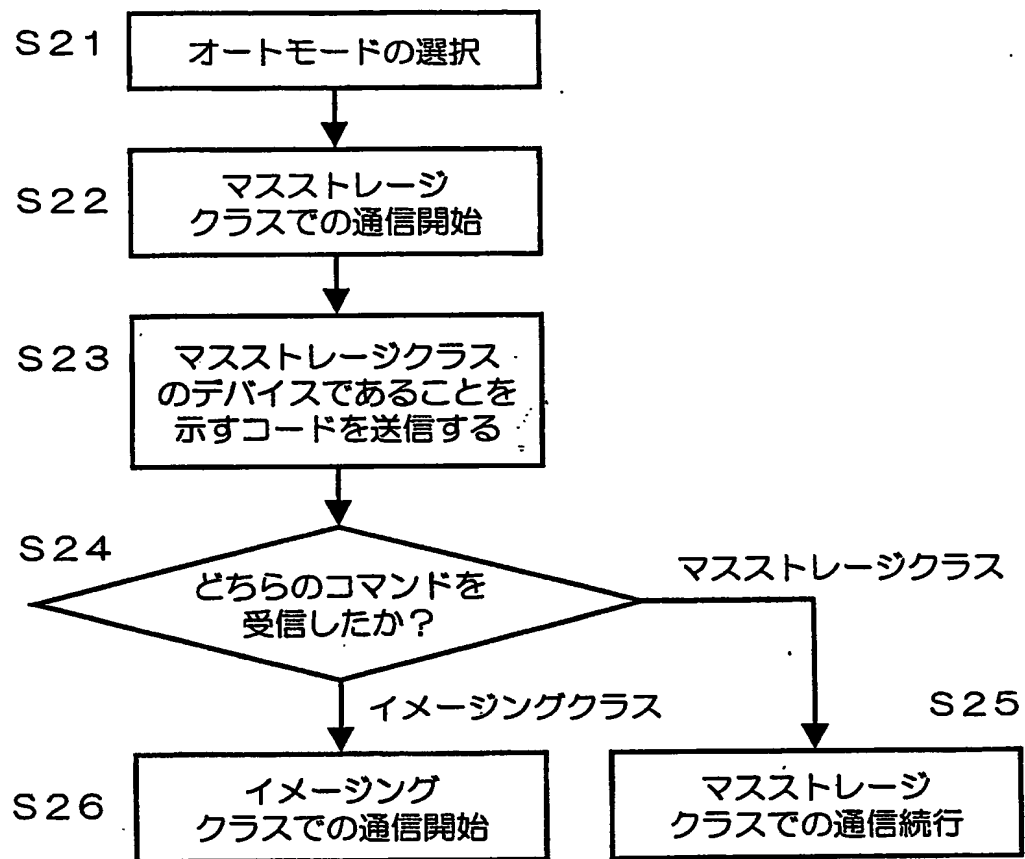 S21
オートモードの選択
S22
マスストレージ
クラスでの通信開始
S23
マスストレージクラス
のデバイスであることを
示すコードを送信する
S24
どちらのコマンドを
受信したか？
マスストレージクラス
イメージングクラス
S25
S26
イメージング
クラスでの通信開始
マスストレージ
クラスでの通信続行